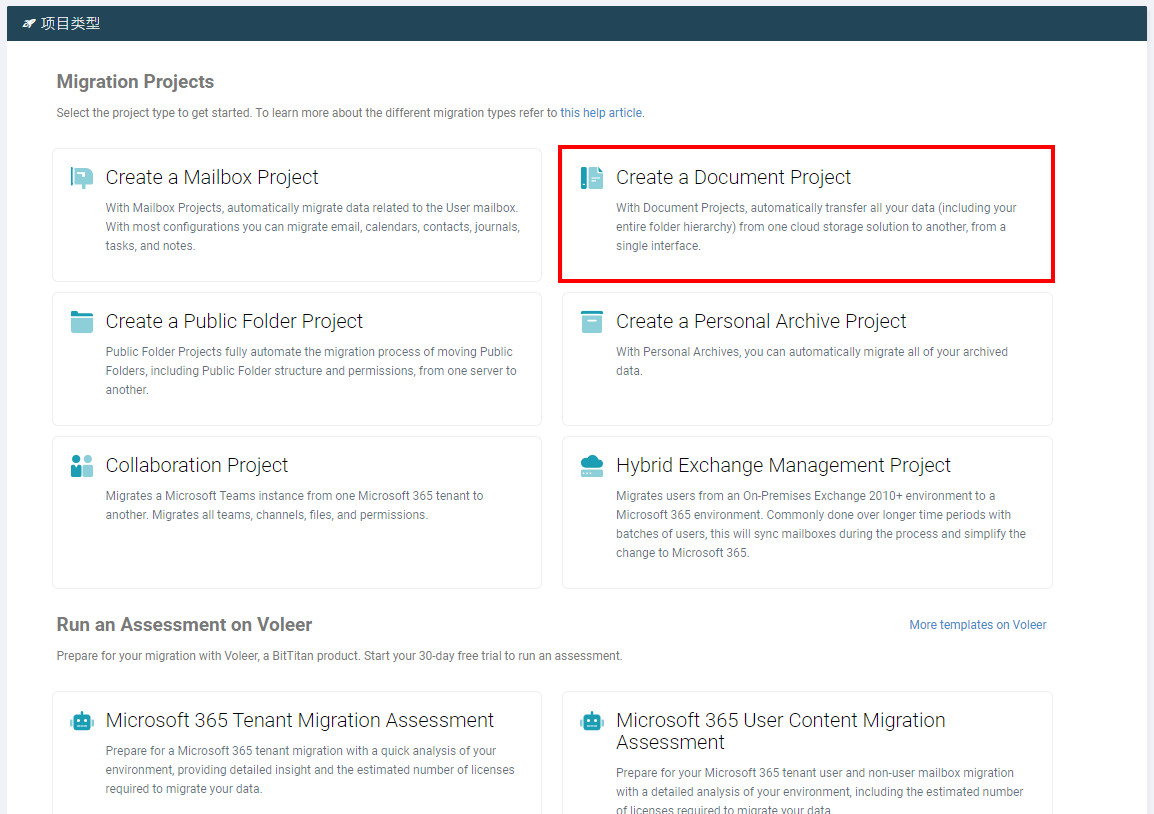 项目类型
Migration Projects
Select the project type to get started. To learn more about the different migration types refer to this help article.
Create a Mailbox Project
With Mailbox Projects, automatically migrate data related to the User mailbox.
With most configurations you can migrate email, calendars, contacts, journals,
tasks, and notes.
Create a Document Project
With Document Projects, automatically transfer all your data (including your
entire folder hierarchy) from one cloud storage solution to another, from a
single interface.
Create a Public Folder Project
Public Folder Projects fully automate the migration process of moving Public
Folders, including Public Folder structure and permissions, from one server to
another.
Create a Personal Archive Project
With Personal Archives, you can automatically migrate all of your archived
data.
Collaboration Project
Migrates a Microsoft Teams instance from one Microsoft 365 tenant to
another. Migrates all teams, channels, files, and permissions.
Hybrid Exchange Management Project
Migrates users from an On-Premises Exchange 2010+ environment to a
Microsoft 365 environment. Commonly done over longer time periods with
batches of users, this will sync mailboxes during the process and simplify the
change to Microsoft 365.
Run an Assessment on Voleer
More templates on Voleer
Prepare for your migration with Voleer, a BitTitan product. Start your 30-day free trial to run an assessment.
Microsoft 365 Tenant Migration Assessment
Prepare for a Microsoft 365 tenant migration with a quick analysis of your
environment, providing detailed insight and the estimated number of licenses
required to migrate your data.
Microsoft 365 User Content Migration
Assessment
Prepare for your Microsoft 365 tenant user and non-user mailbox migration
with a detailed analysis of your environment, including the estimated number
of licenses required to migrate your data.